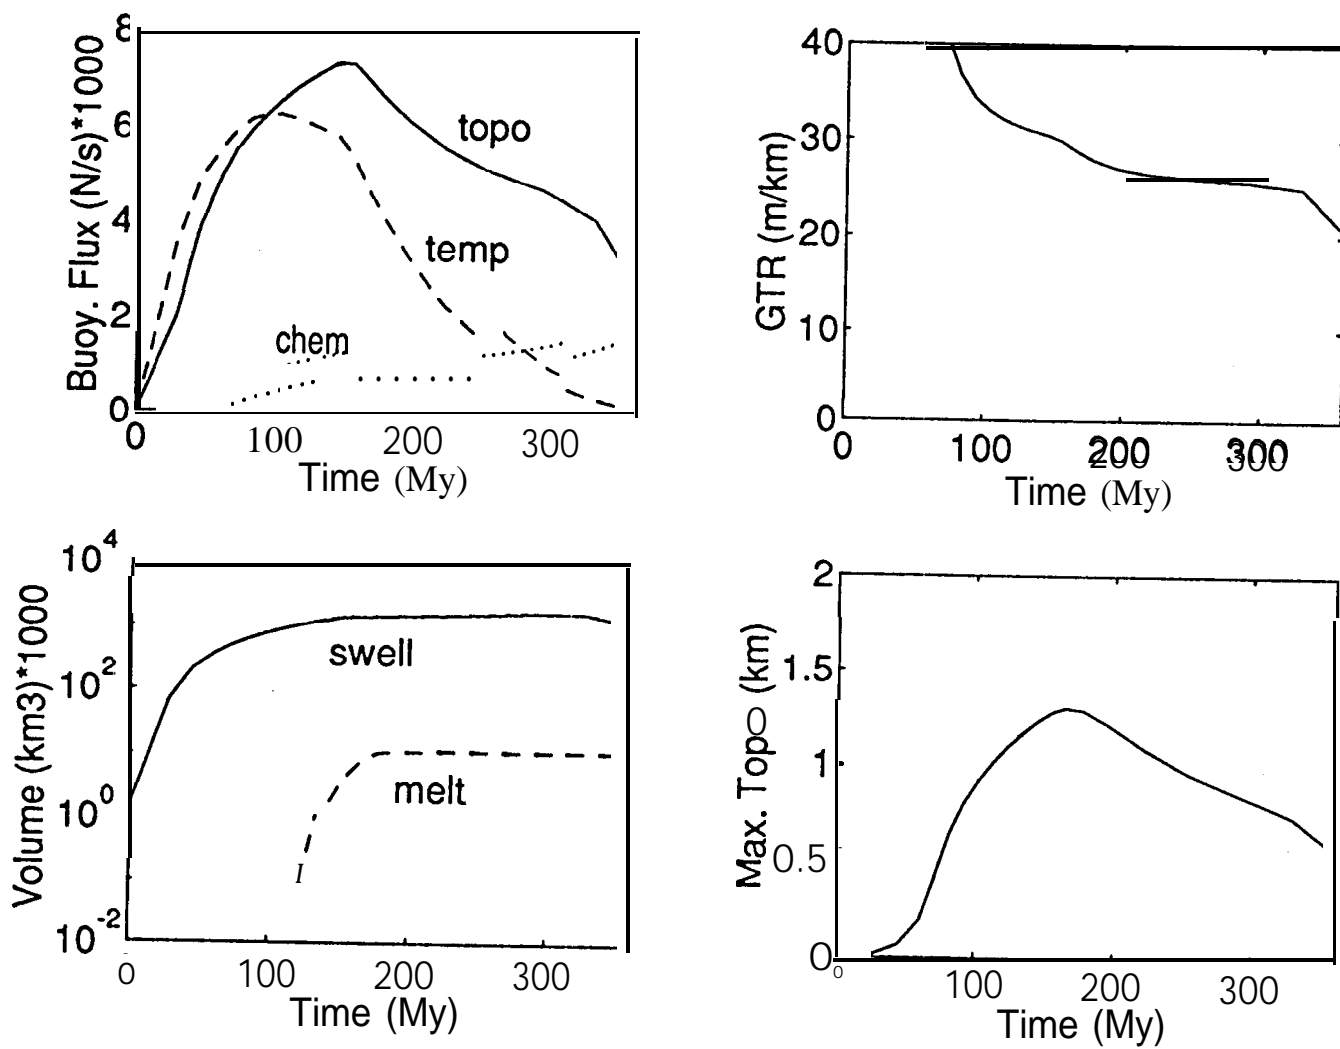 Buoy. Flux (N/s)*1000
8
6
4
2
0
topo
temp
chem
0 100 200 300
Time (My)
GTR (m/km)
40
30
20
10
0
0 100 200 300
Time (My)
Volume (km3)*1000
10^4
10^2
10^0
10^-2
swell
melt
0 100 200 300
Time (My)
Max. Topo (km)
2
1.5
1
0.5
0
0 100 200 300
Time (My)